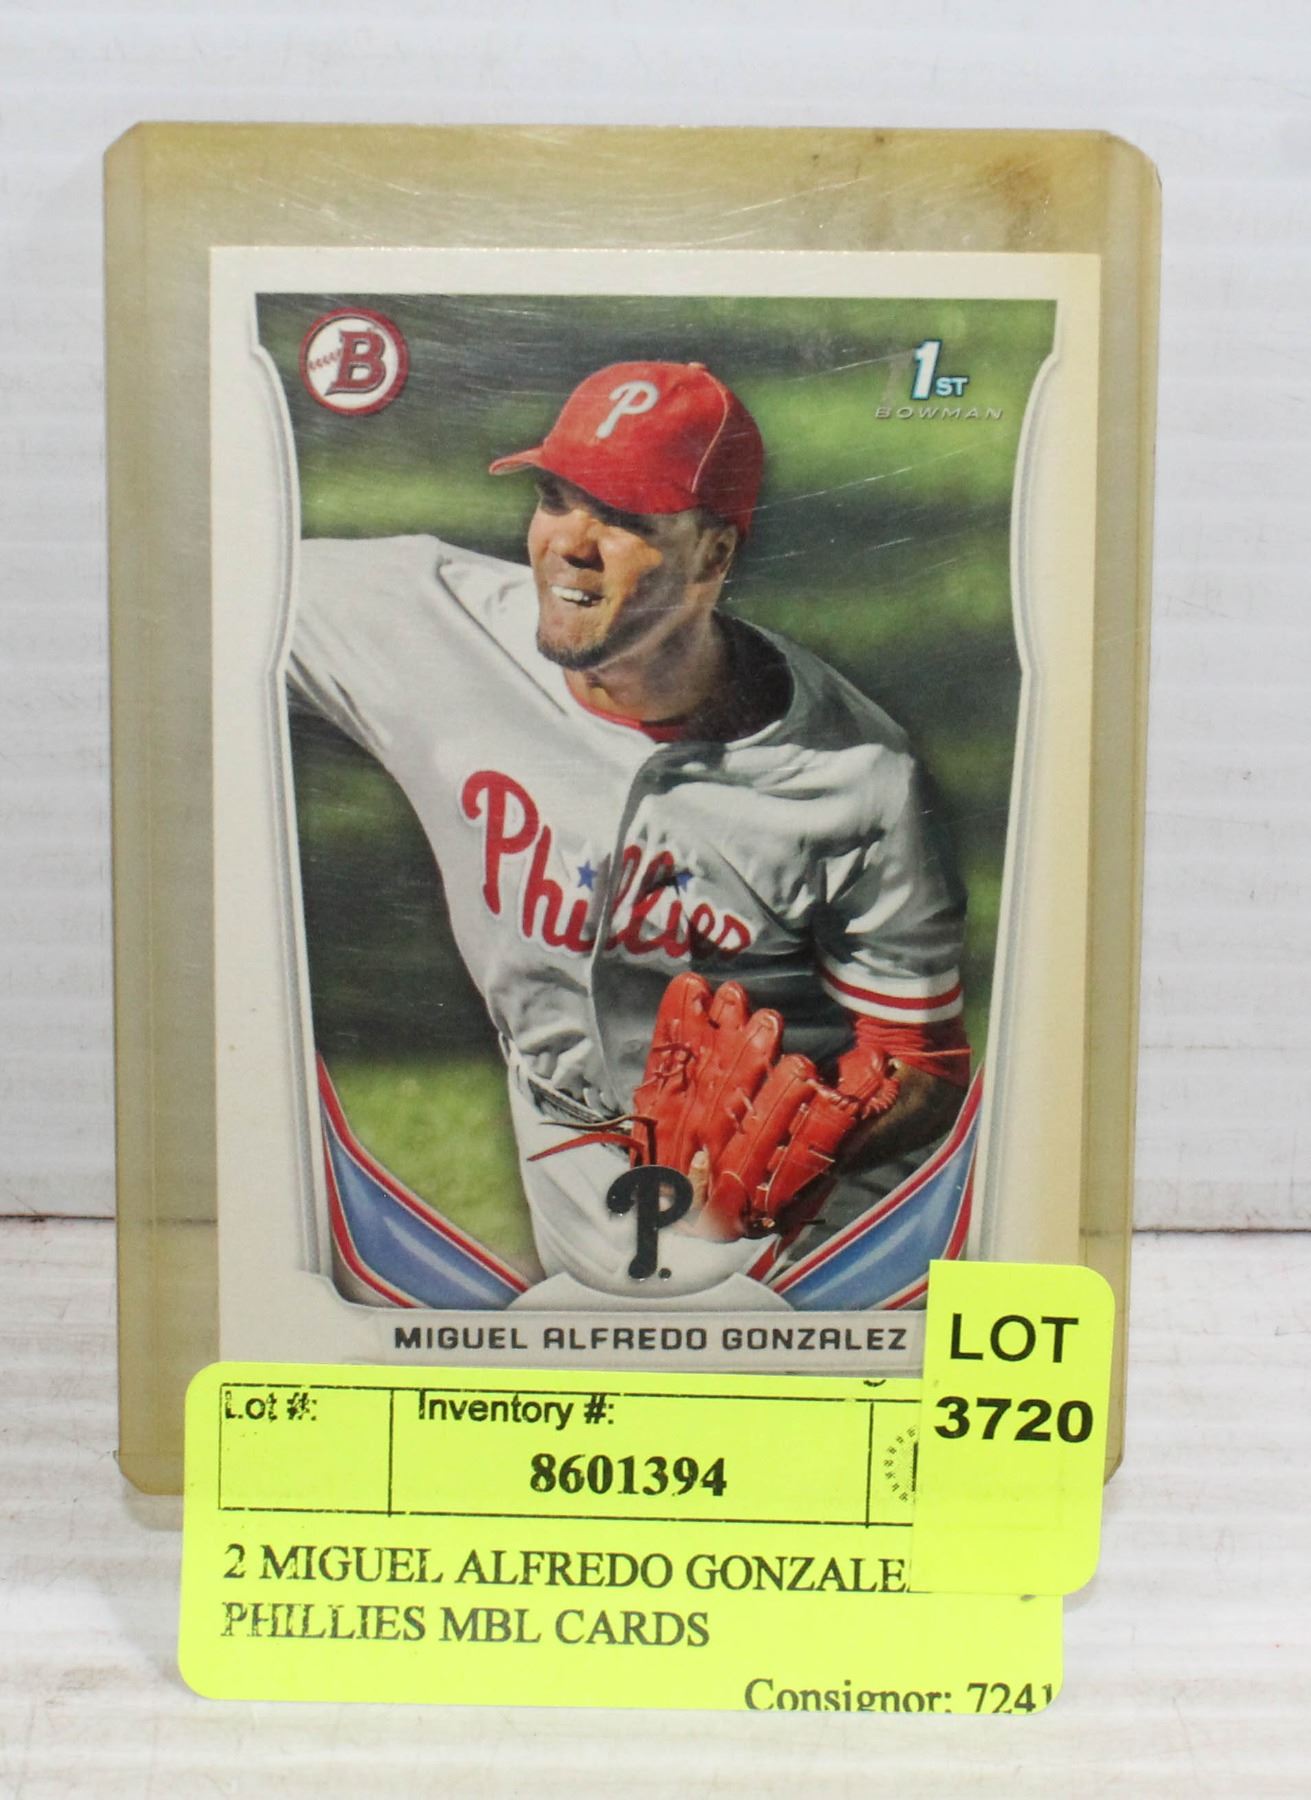 B
1ST
BOWMAN
P
Phillies
P.
MIGUEL ALFREDO GONZALEZ
LOT
3720
Lot #:
Inventory #:
8601394
2 MIGUEL ALFREDO GONZALE
PHILLIES MBL CARDS
Consignor: 7241